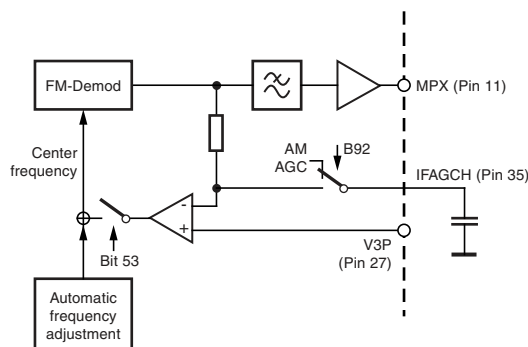 FM-Demod
MPX (Pin 11)
Center
frequency
AM
AGC
B92
IFAGCH (Pin 35)
-
+
Bit 53
V3P
(Pin 27)
Automatic
frequency
adjustment